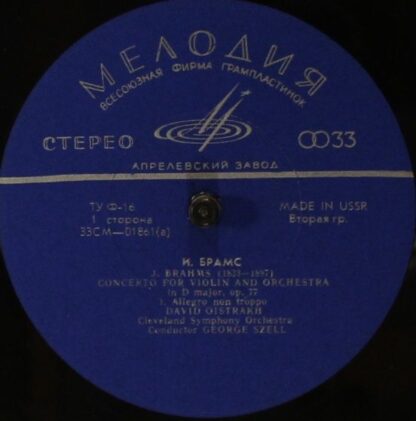 МЕЛОДИЯ
ВСЕСОЮЗНАЯ ФИРМА ГРАМПЛАСТИНОК
СТЕРЕО
33
АПРЕЛЕВСКИЙ ЗАВОД
ТУ Ф-16
1 сторона
33СМ—01861(а)
MADE IN USSR
Вторая гр.
И. БРАМС
J. BRAHMS (1833—1897)
CONCERTO FOR VIOLIN AND ORCHESTRA
in D major, op. 77
1. Allegro non troppo
DAVID OISTRAKH
Cleveland Symphony Orchestra
Conductor GEORGE SZELL